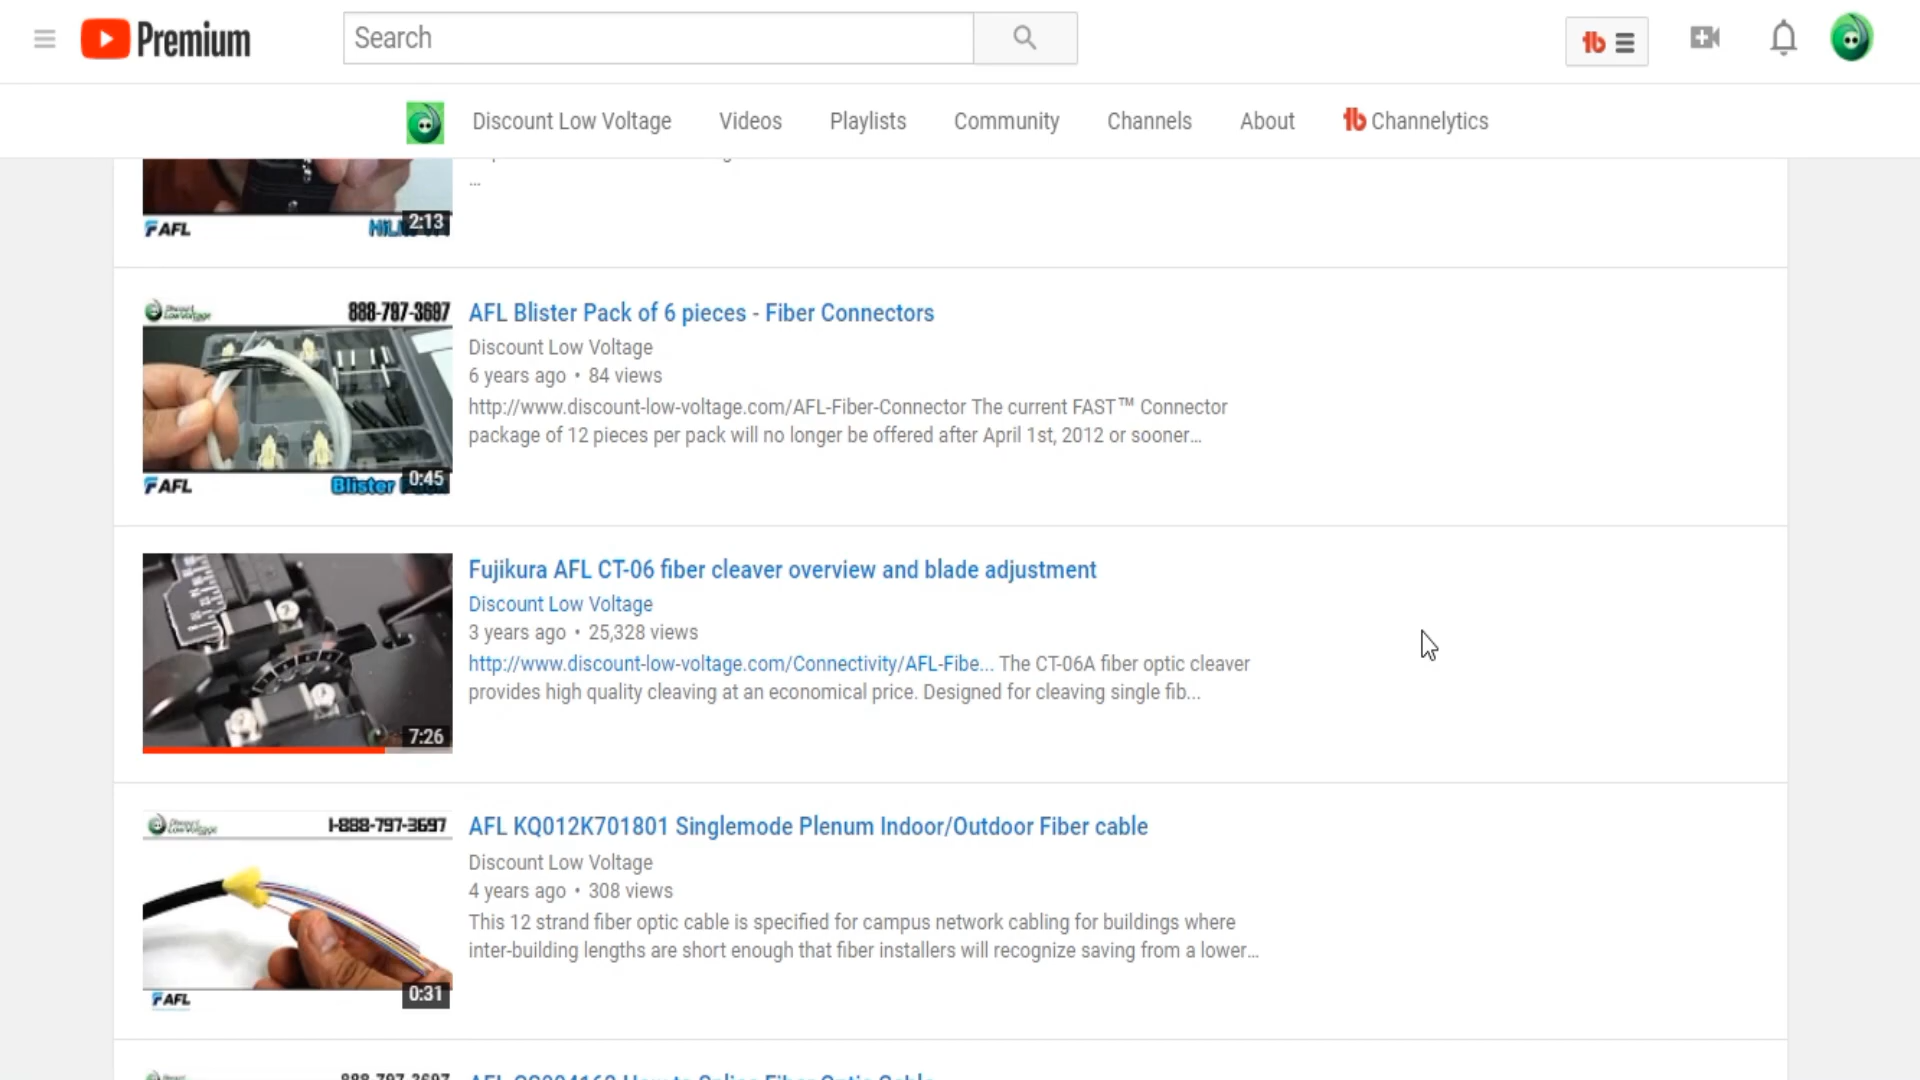 Premium
Search
Discount Low Voltage
Videos
Playlists
Community
Channels
About
Channelytics
...
AFL
2:13
888-797-3697
AFL
Blister
0:45
AFL Blister Pack of 6 pieces - Fiber Connectors
Discount Low Voltage
6 years ago • 84 views
http://www.discount-low-voltage.com/AFL-Fiber-Connector The current FAST™ Connector
package of 12 pieces per pack will no longer be offered after April 1st, 2012 or sooner...
7:26
Fujikura AFL CT-06 fiber cleaver overview and blade adjustment
Discount Low Voltage
3 years ago • 25,328 views
http://www.discount-low-voltage.com/Connectivity/AFL-Fibe... The CT-06A fiber optic cleaver
provides high quality cleaving at an economical price. Designed for cleaving single fib...
1-888-797-3697
AFL
0:31
AFL KQ012K701801 Singlemode Plenum Indoor/Outdoor Fiber cable
Discount Low Voltage
4 years ago • 308 views
This 12 strand fiber optic cable is specified for campus network cabling for buildings where
inter-building lengths are short enough that fiber installers will recognize saving from a lower...